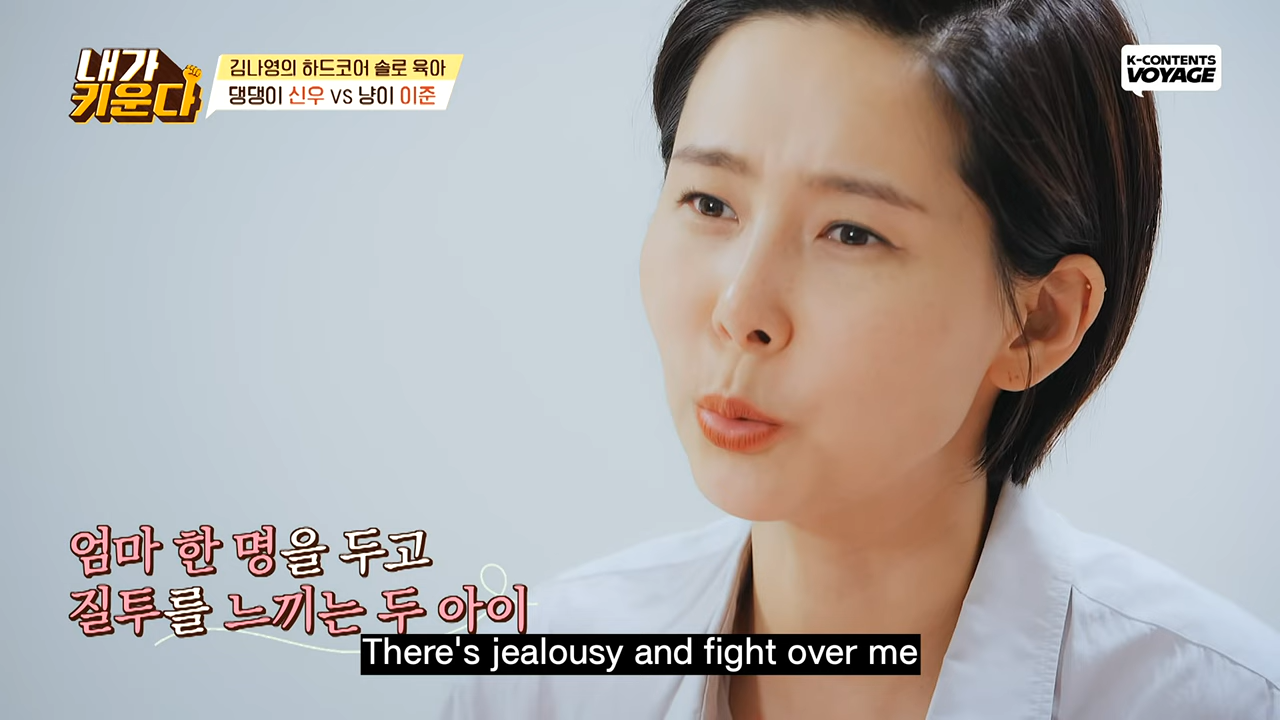 내가
키운다
김나영의 하드코어 솔로 육아
댕댕이 신우 VS 냥이 이준
K-CONTENTS
VOYAGE
엄마 한 명을 두고
질투를 느끼는 두 아이
There's jealousy and fight over me